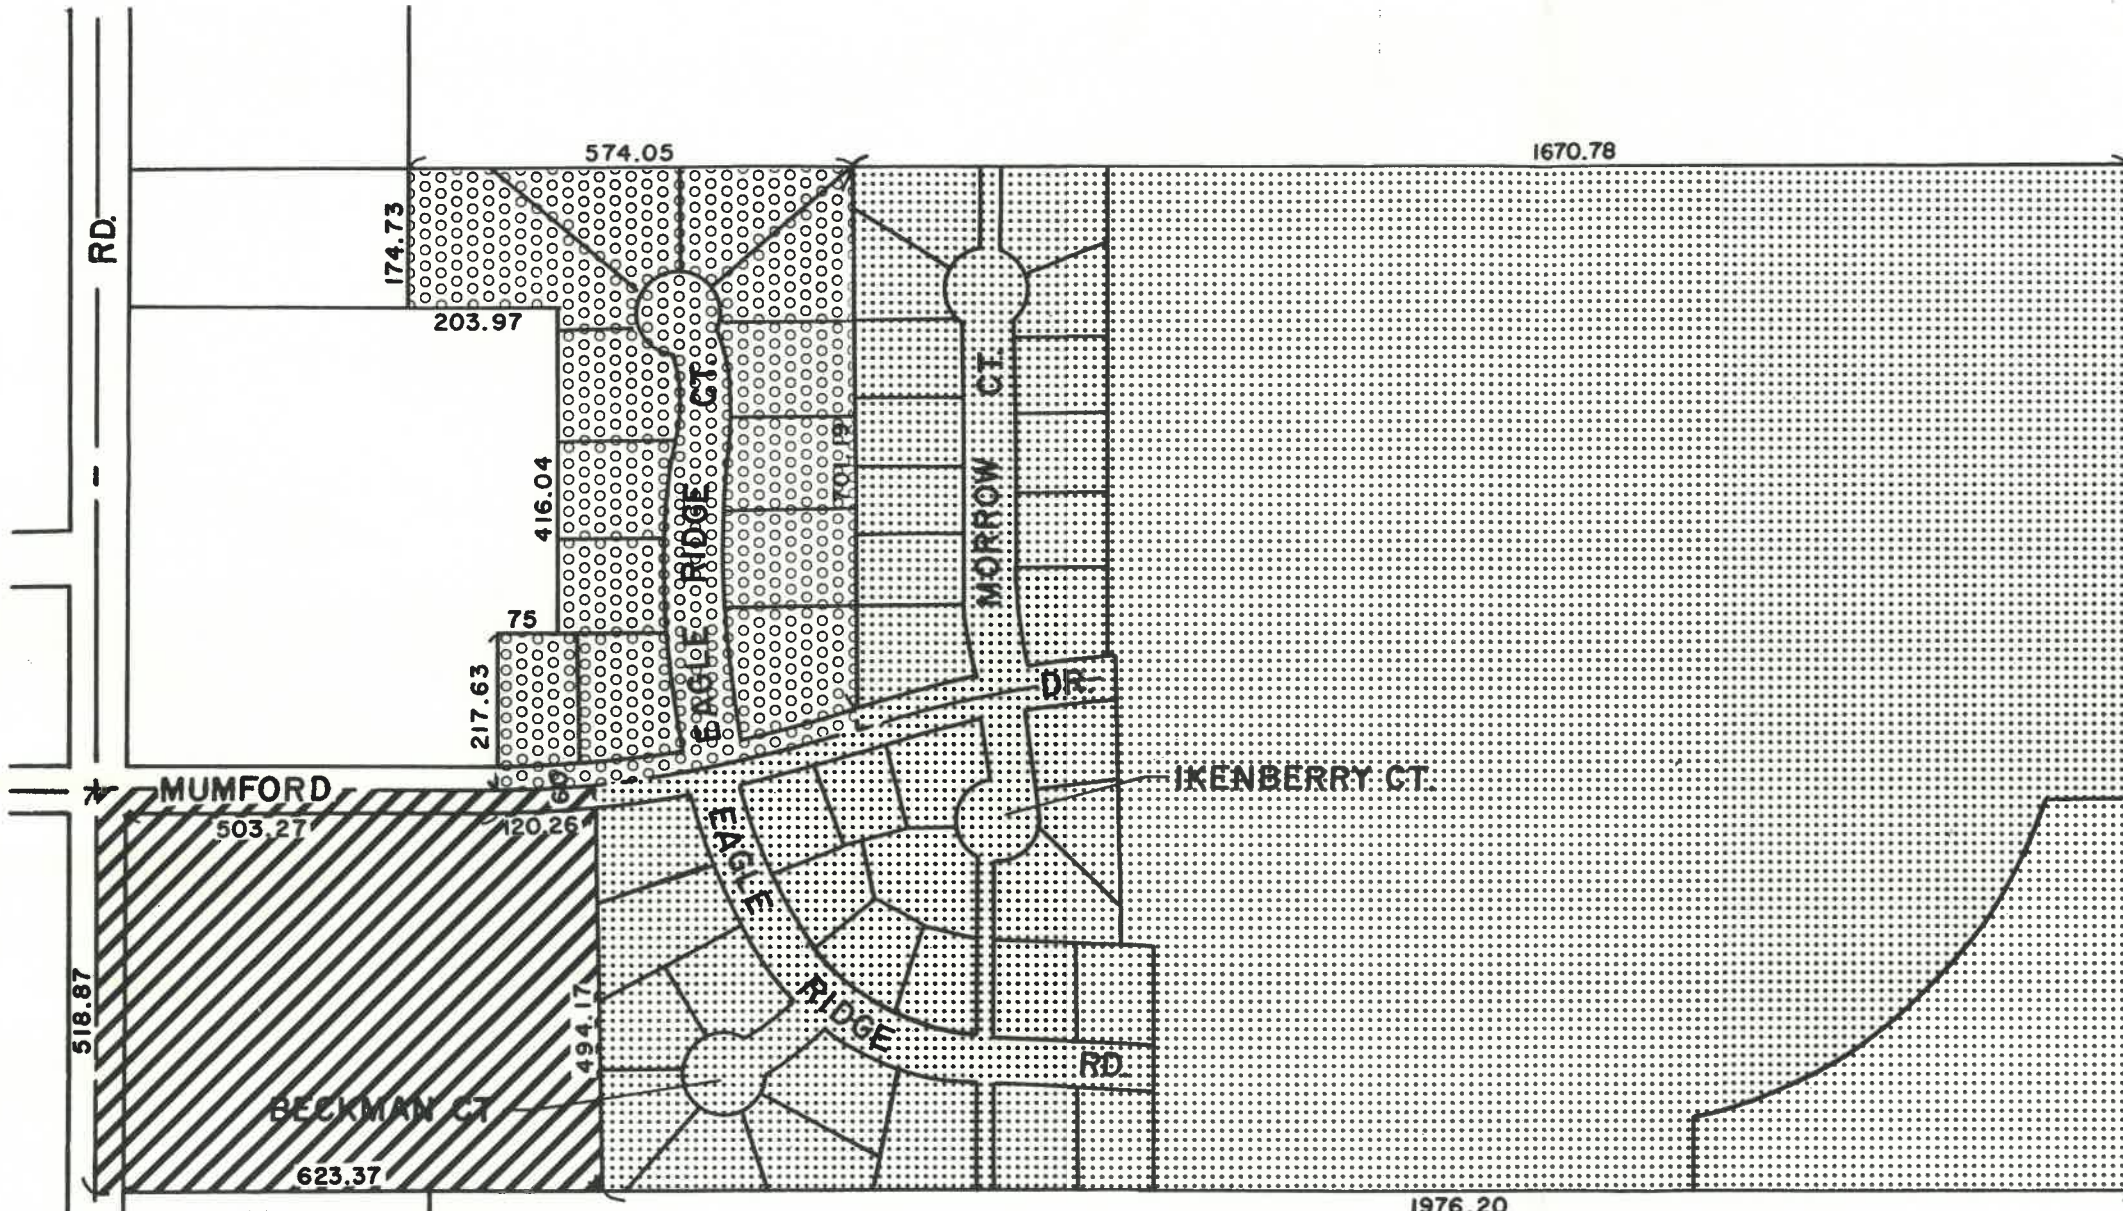 574.05
1670.78
RD.
174.73
203.97
EAGLE RIDGE CT.
MORROW CT.
416.04
701.19
75
217.63
DR.
60
MUMFORD
IKENBERRY CT.
503.27
120.26
EAGLE RIDGE RD.
518.87
494.17
BECKMAN CT
623.37
1976.20